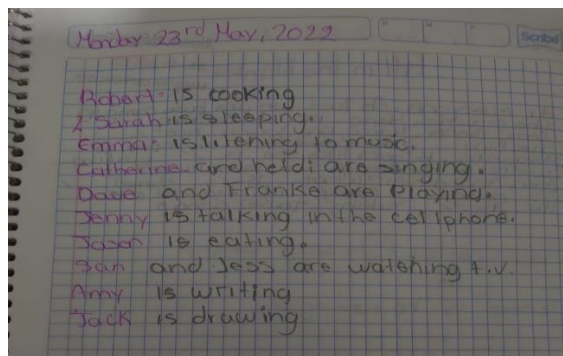 Monday 23rd May, 2022
Scribd
Robert is cooking
Sarah is sleeping.
Emma is listening to music.
Catherine and heidi are singing.
Dave and Franke are Playing.
Jenny is talking in the cellphone.
Jason is eating.
and Jess are watching t.v.
Amy is writing
Jack is drawing